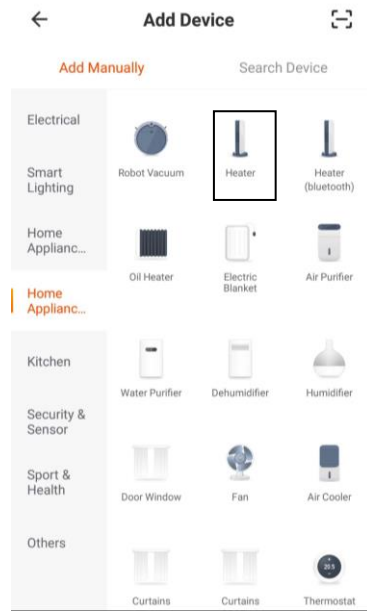 Add Device
Add Manually
Search Device
Electrical
Smart
Lighting
Home
Applianc...
Home
Applianc...
Kitchen
Security &
Sensor
Sport &
Health
Others
Robot Vacuum
Heater
Heater
(bluetooth)
Oil Heater
Electric
Blanket
Air Purifier
Water Purifier
Dehumidifier
Humidifier
Door Window
Fan
Air Cooler
20.5
Curtains
Curtains
Thermostat